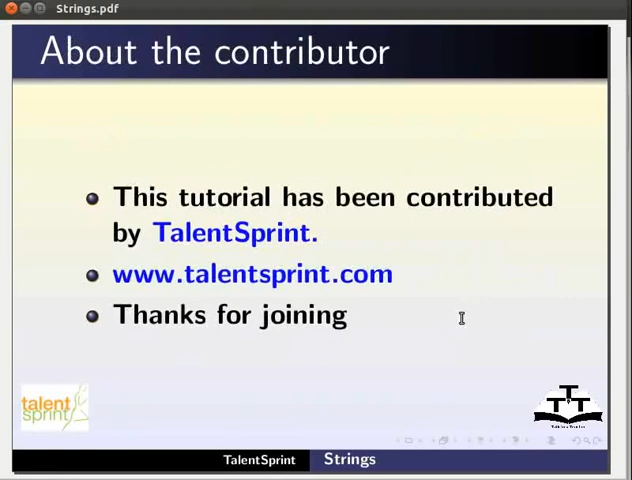 Strings.pdf
About the contributor
This tutorial has been contributed
by TalentSprint.
www.talentsprint.com
Thanks for joining
talent
sprint
TalentSprint Strings